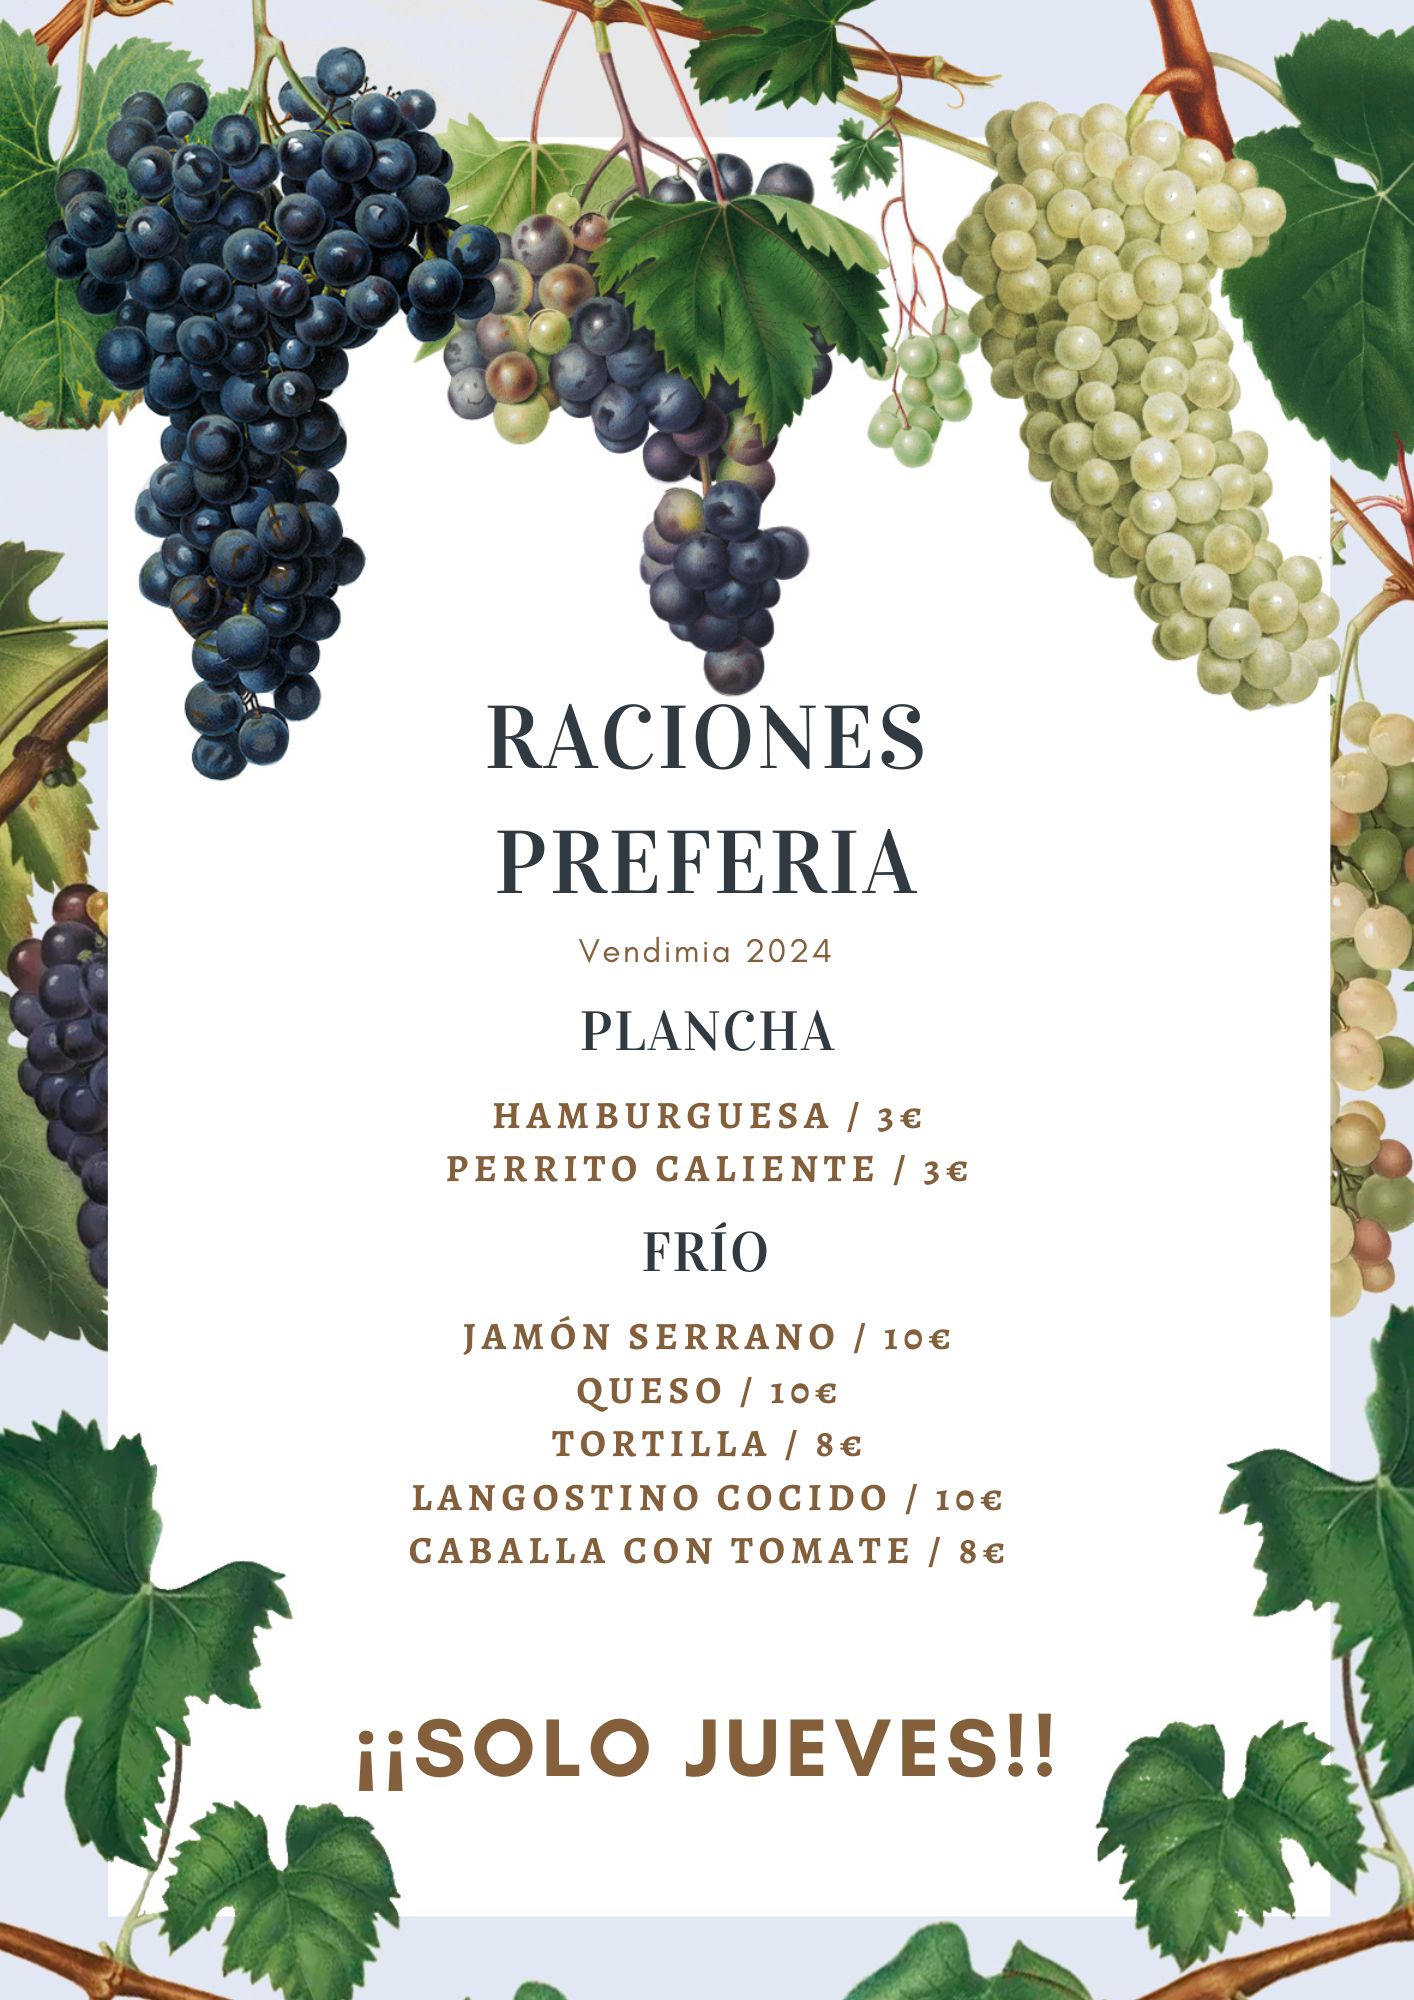 RACIONES
PREFERIA
Vendimia 2024
PLANCHA
HAMBURGUESA / 3€
PERRITO CALIENTE / 3€
FRÍO
JAMÓN SERRANO / 10€
QUESO / 10€
TORTILLA / 8€
LANGOSTINO COCIDO / 10€
CABALLA CON TOMATE / 8€
¡¡SOLO JUEVES!!